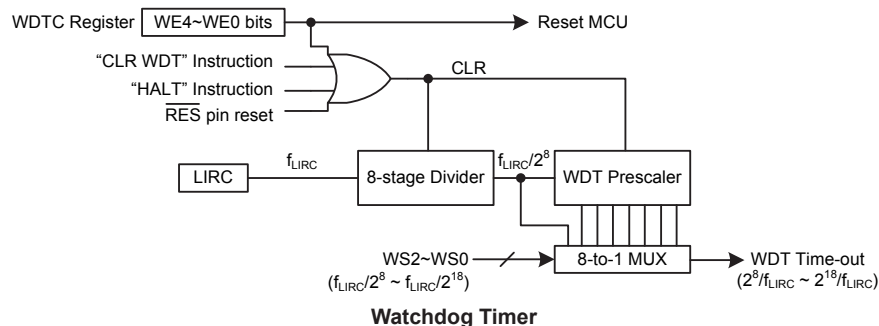 WDTC Register WE4~WE0 bits Reset MCU
“CLR WDT” Instruction
CLR
“HALT” Instruction
RES pin reset
fLIRC fLIRC/2⁸
LIRC 8-stage Divider WDT Prescaler
WS2~WS0 8-to-1 MUX WDT Time-out
(fLIRC/2⁸ ~ fLIRC/2¹⁸) (2⁸/fLIRC ~ 2¹⁸/fLIRC)
Watchdog Timer